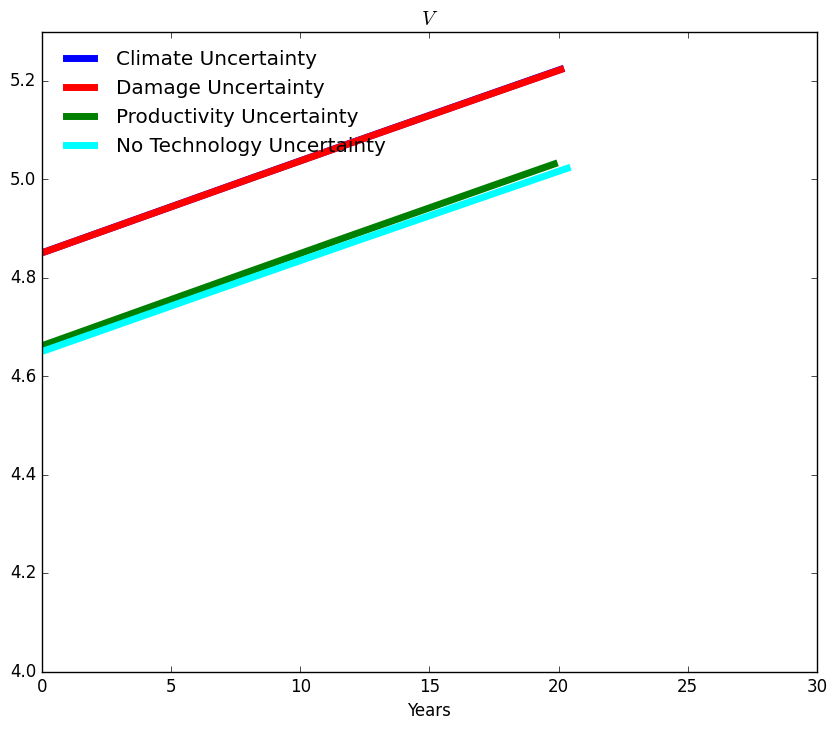 V
Climate Uncertainty
Damage Uncertainty
Productivity Uncertainty
No Technology Uncertainty
5.2
5.0
4.8
4.6
4.4
4.2
4.0
0 5 10 15 20 25 30
Years